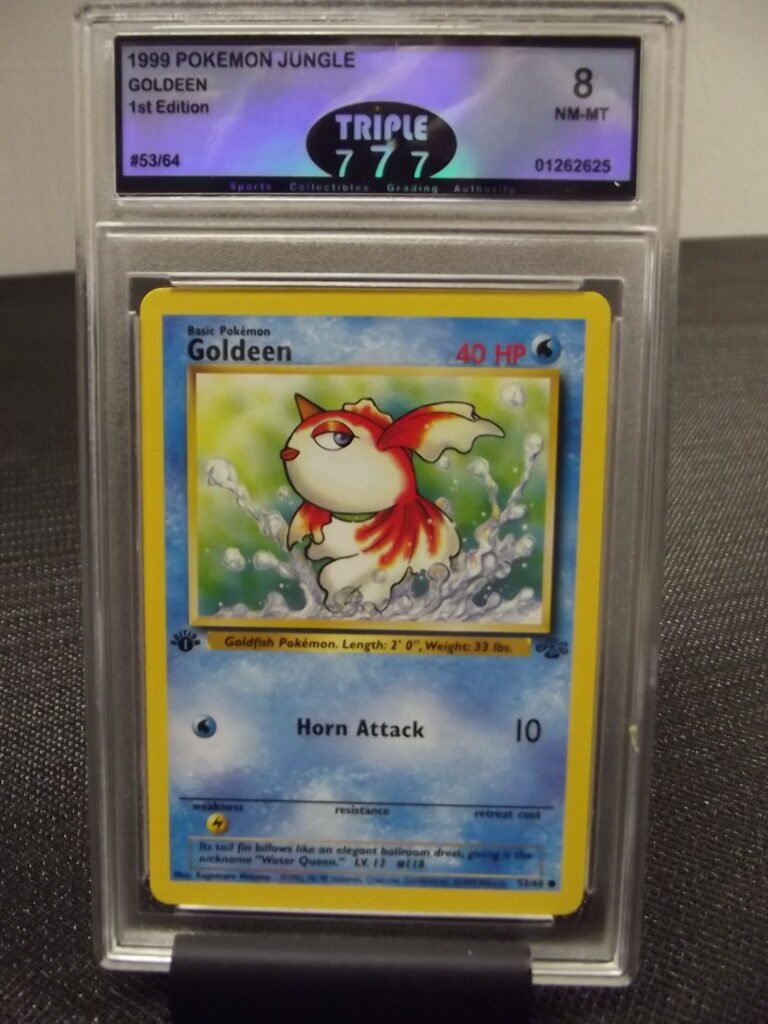 1999 POKEMON JUNGLE
GOLDEEN
1st Edition
#53/64
8
NM-MT
01262625
TRIPLE
777
Sports Collectibles Grading Authority
Basic Pokémon
Goldeen
40 HP
EDITION
1
Goldfish Pokémon. Length: 2' 0", Weight: 33 lbs.
Horn Attack 10
weakness resistance retreat cost
Its tail fin billows like an elegant ballroom dress, giving it the
nickname "Water Queen." LV. 12 #118
53/64